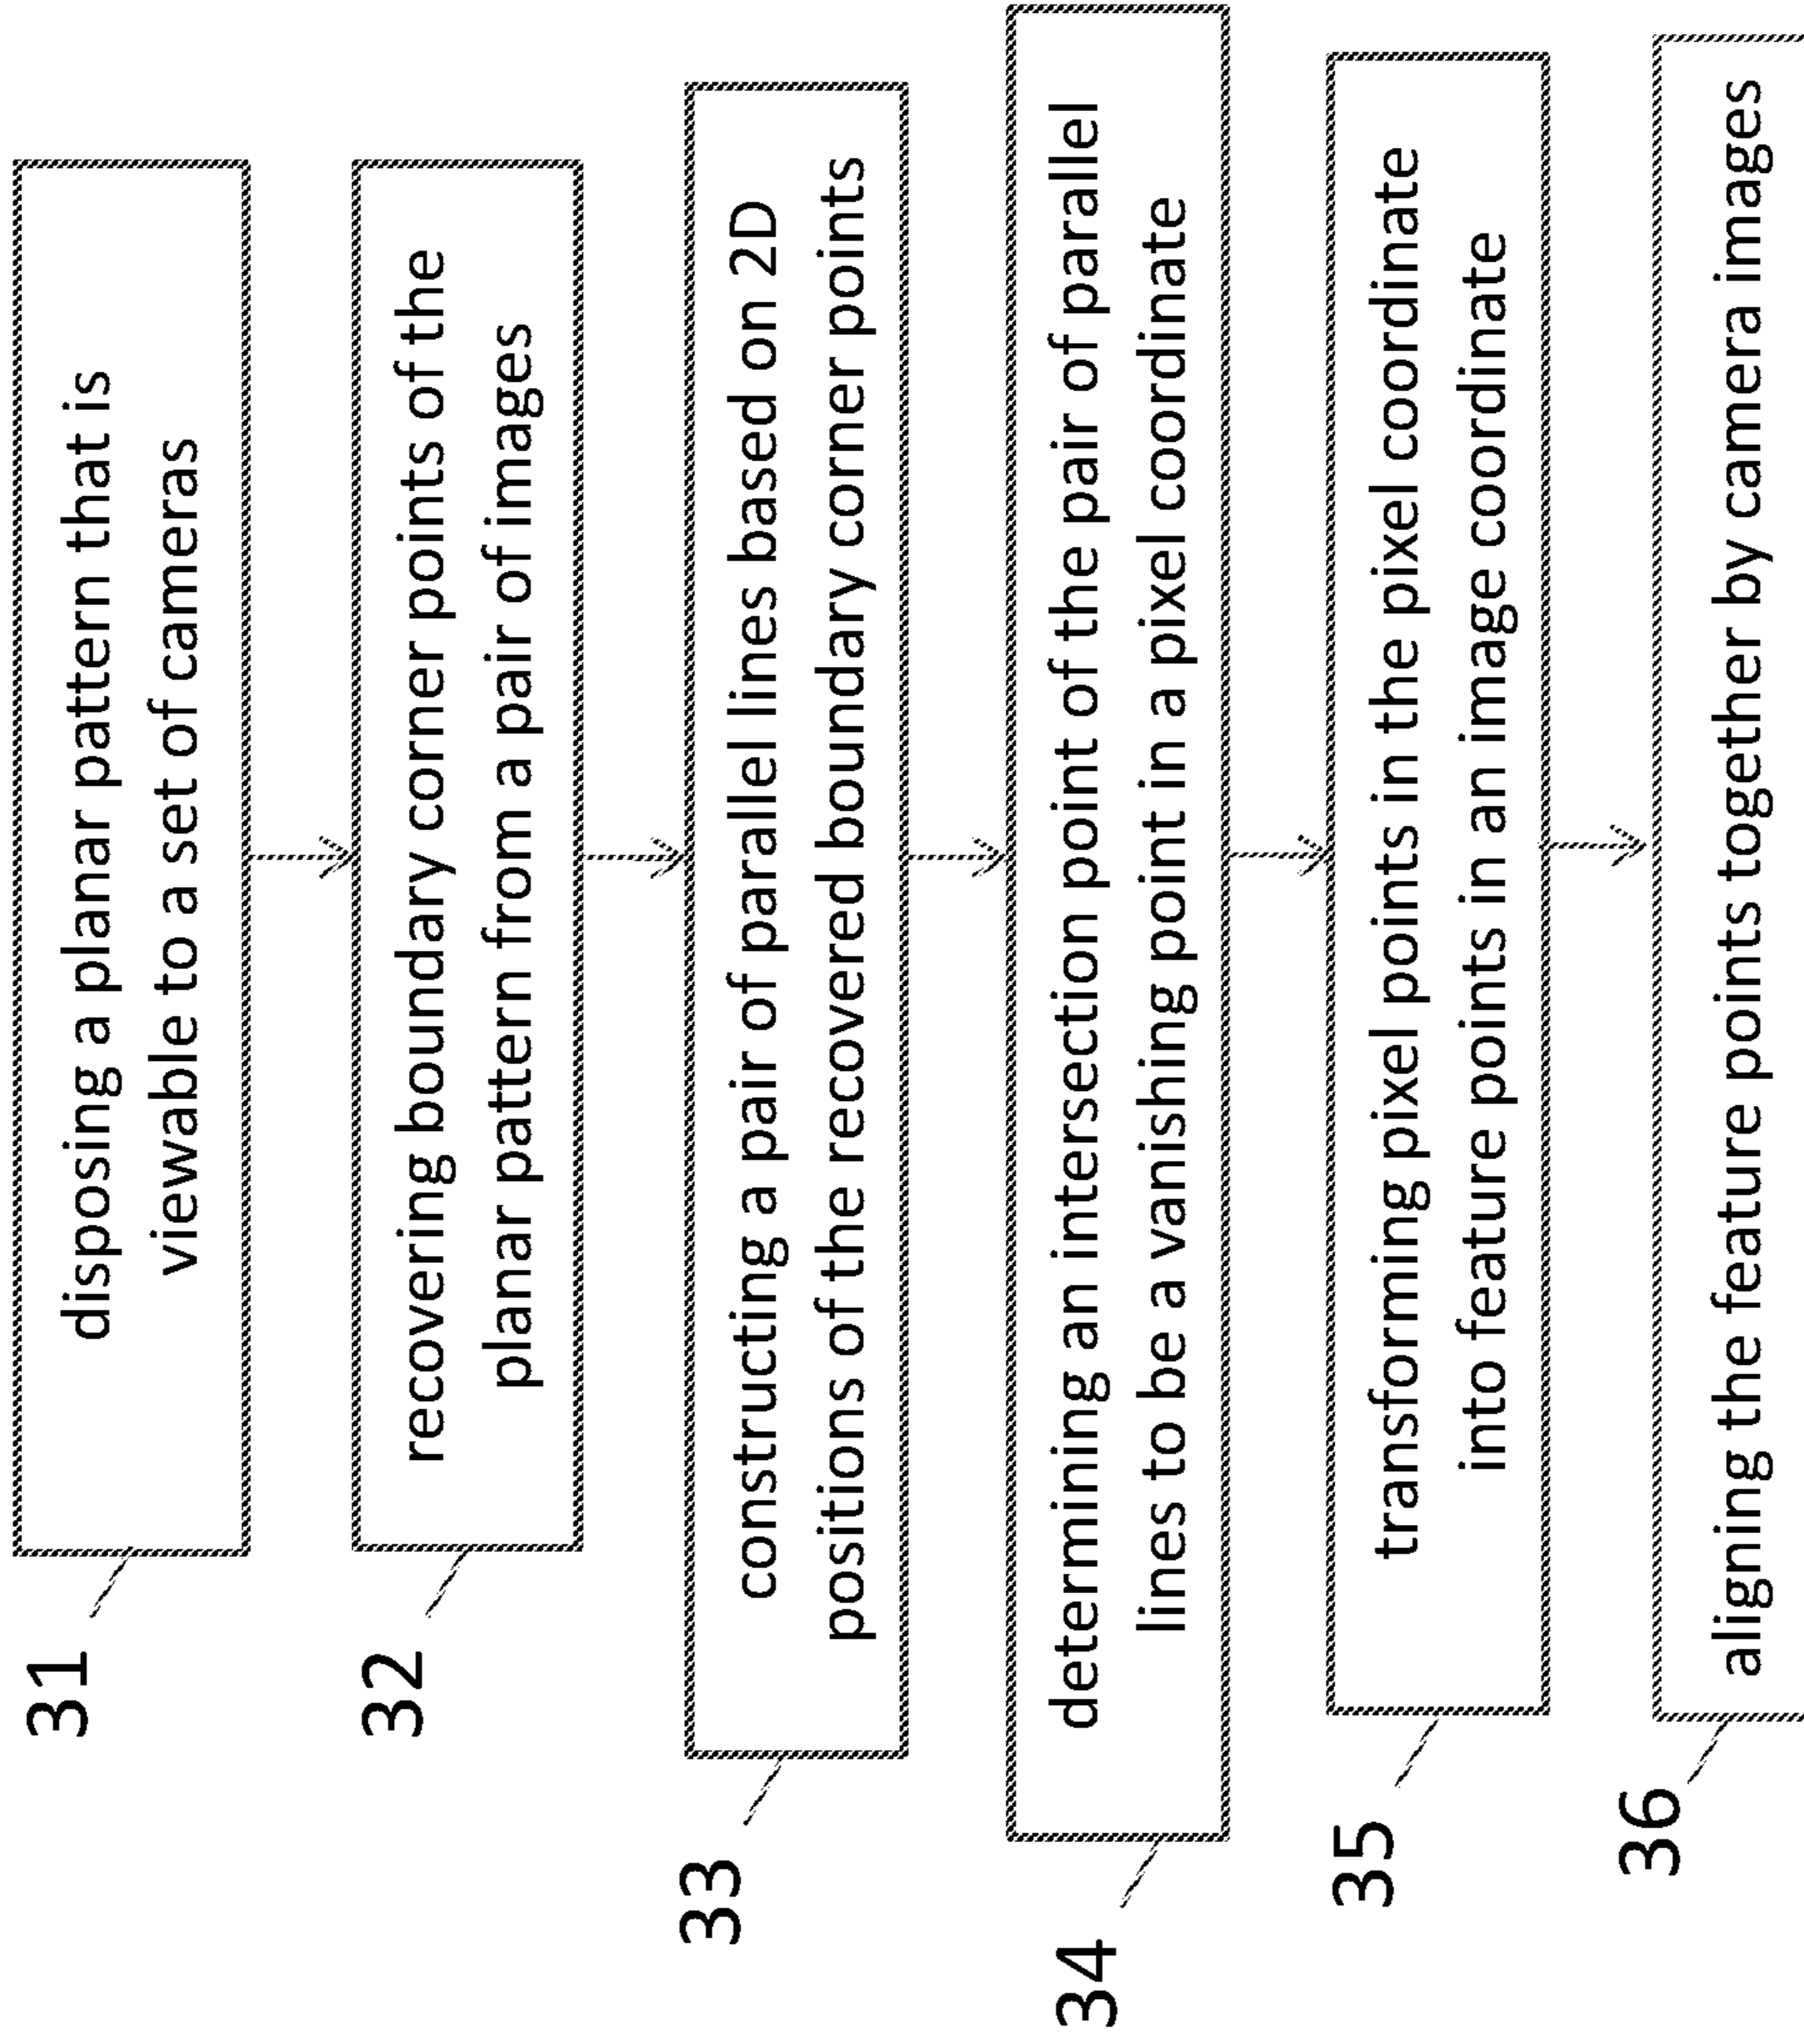 31
disposing a planar pattern that is
viewable to a set of cameras
32
recovering boundary corner points of the
planar pattern from a pair of images
33
constructing a pair of parallel lines based on 2D
positions of the recovered boundary corner points
34
determining an intersection point of the pair of parallel
lines to be a vanishing point in a pixel coordinate
35
transforming pixel points in the pixel coordinate
into feature points in an image coordinate
36
aligning the feature points together by camera images